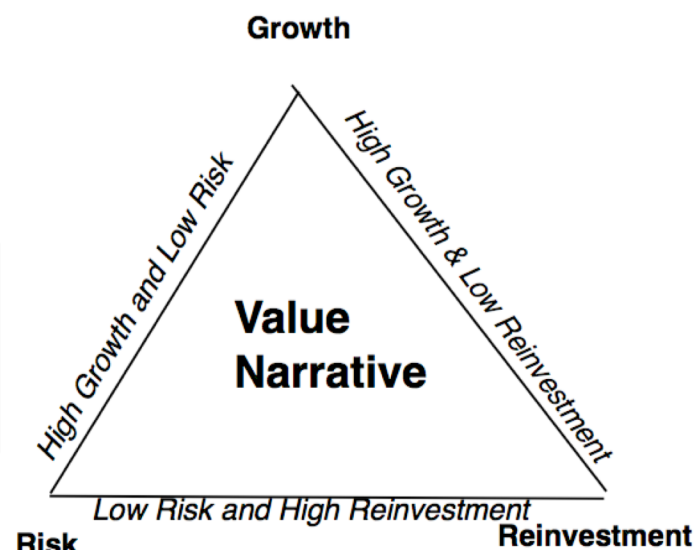 Growth
High Growth and Low Risk
High Growth & Low Reinvestment
Value
Narrative
Low Risk and High Reinvestment
Risk
Reinvestment